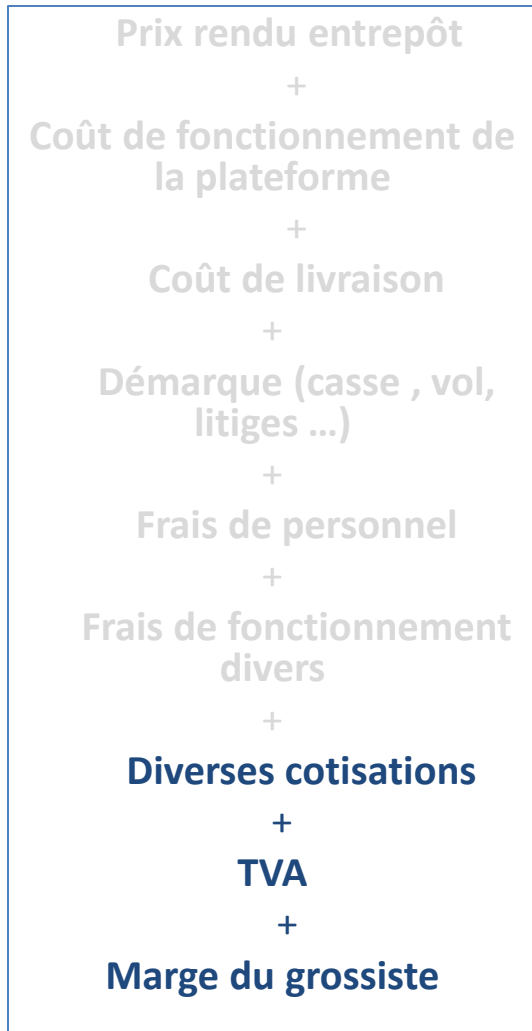 Prix rendu entrepôt
+
Coût de fonctionnement de
la plateforme
+
Coût de livraison
+
Démarque (casse , vol,
litiges ...)
+
Frais de personnel
+
Frais de fonctionnement
divers
+
Diverses cotisations
+
TVA
+
Marge du grossiste